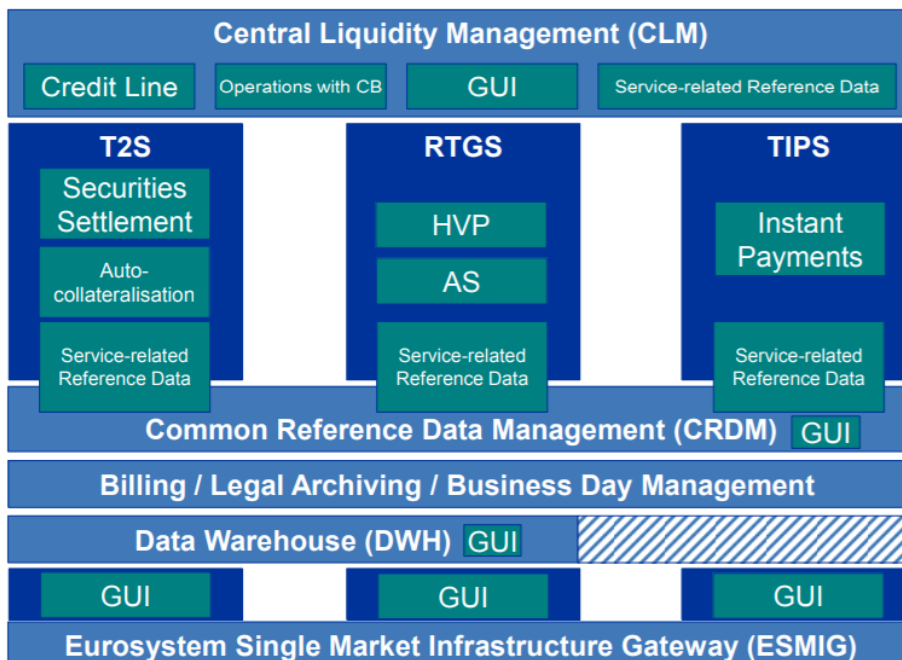 Central Liquidity Management (CLM)
Credit Line
Operations with CB
GUI
Service-related Reference Data
T2S
RTGS
TIPS
Securities
Settlement
Auto-
collateralisation
Service-related
Reference Data
HVP
AS
Service-related
Reference Data
Instant
Payments
Service-related
Reference Data
Common Reference Data Management (CRDM)
GUI
Billing / Legal Archiving / Business Day Management
Data Warehouse (DWH)
GUI
GUI
GUI
GUI
Eurosystem Single Market Infrastructure Gateway (ESMIG)